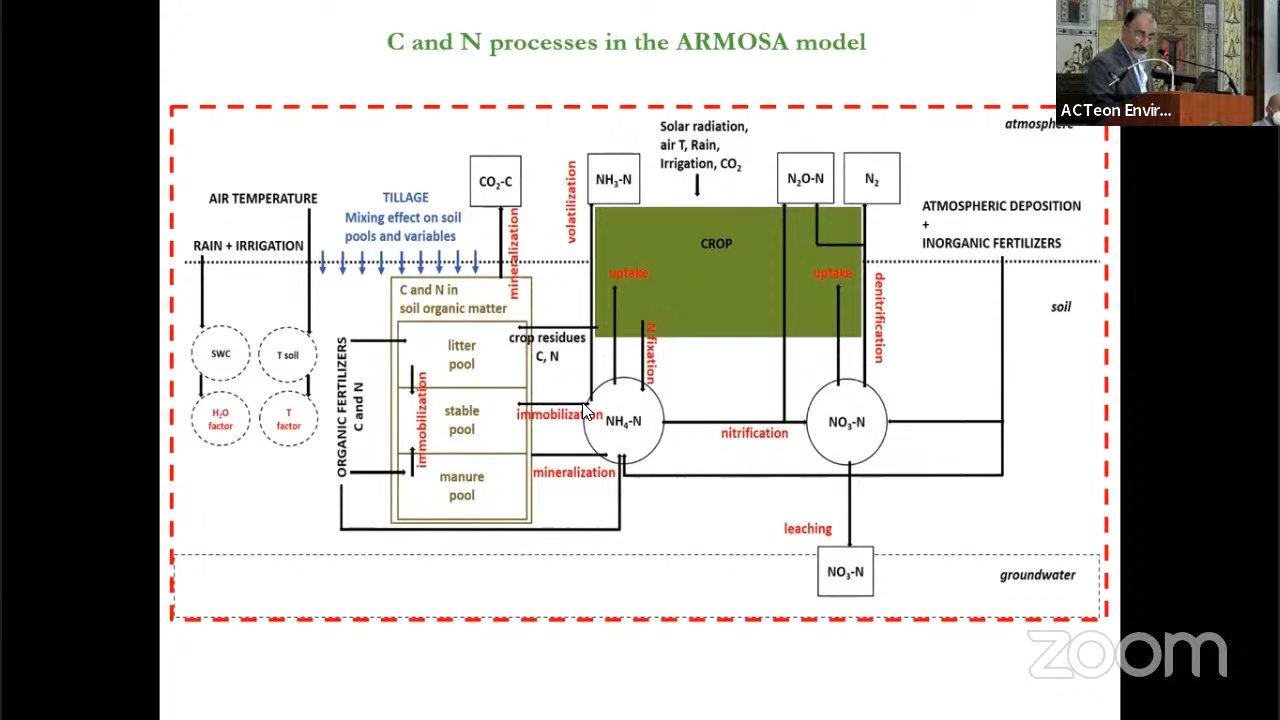 C and N processes in the ARMOSA model
ACTeon Envir...
atmosphere
Solar radiation,
air T, Rain,
Irrigation, CO₂
CO₂-C
NH₃-N
N₂O-N
N₂
volatilization
AIR TEMPERATURE
TILLAGE
Mixing effect on soil
pools and variables
RAIN + IRRIGATION
mineralization
CROP
ATMOSPHERIC DEPOSITION
+
INORGANIC FERTILIZERS
uptake
uptake
denitrification
soil
C and N in
soil organic matter
litter
pool
crop residues
C, N
N fixation
SWC
T soil
ORGANIC FERTILIZERS
C and N
immobilization
stable
pool
immobilization
H₂O
factor
T
factor
NH₄-N
nitrification
NO₃-N
manure
pool
mineralization
leaching
NO₃-N
groundwater
zoom